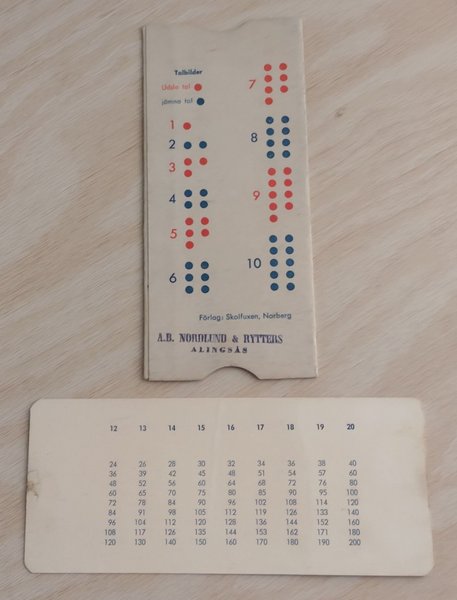 Talbilder
Udda tal
jämna tal
1
2
3
4
5
6
7
8
9
10
Förlag: Skolfuxen, Norberg
A.B. NORDLUND & RYTTERS
ALINGSÅS
12 13 14 15 16 17 18 19 20
24 26 28 30 32 34 36 38 40
36 39 42 45 48 51 54 57 60
48 52 56 60 64 68 72 76 80
60 65 70 75 80 85 90 95 100
72 78 84 90 96 102 108 114 120
84 91 98 105 112 119 126 133 140
96 104 112 120 128 136 144 152 160
108 117 126 135 144 153 162 171 180
120 130 140 150 160 170 180 190 200